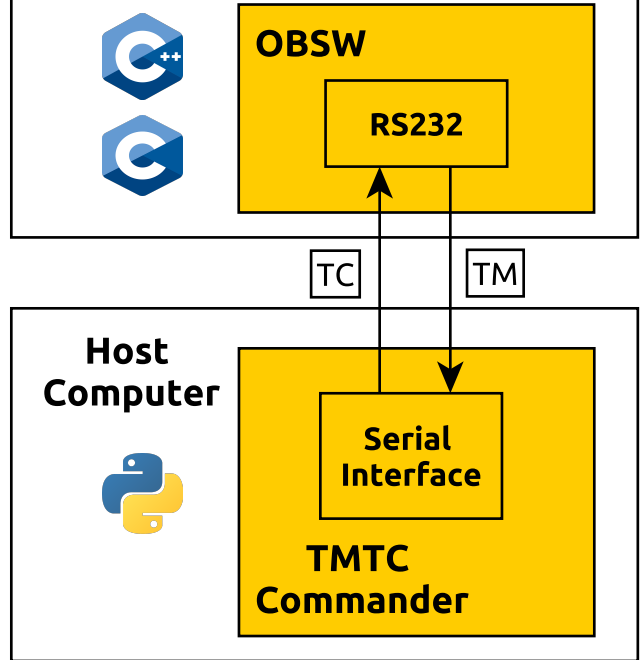 C++
OBSW
C
RS232
TC
TM
Host
Computer
Serial
Interface
TMTC
Commander